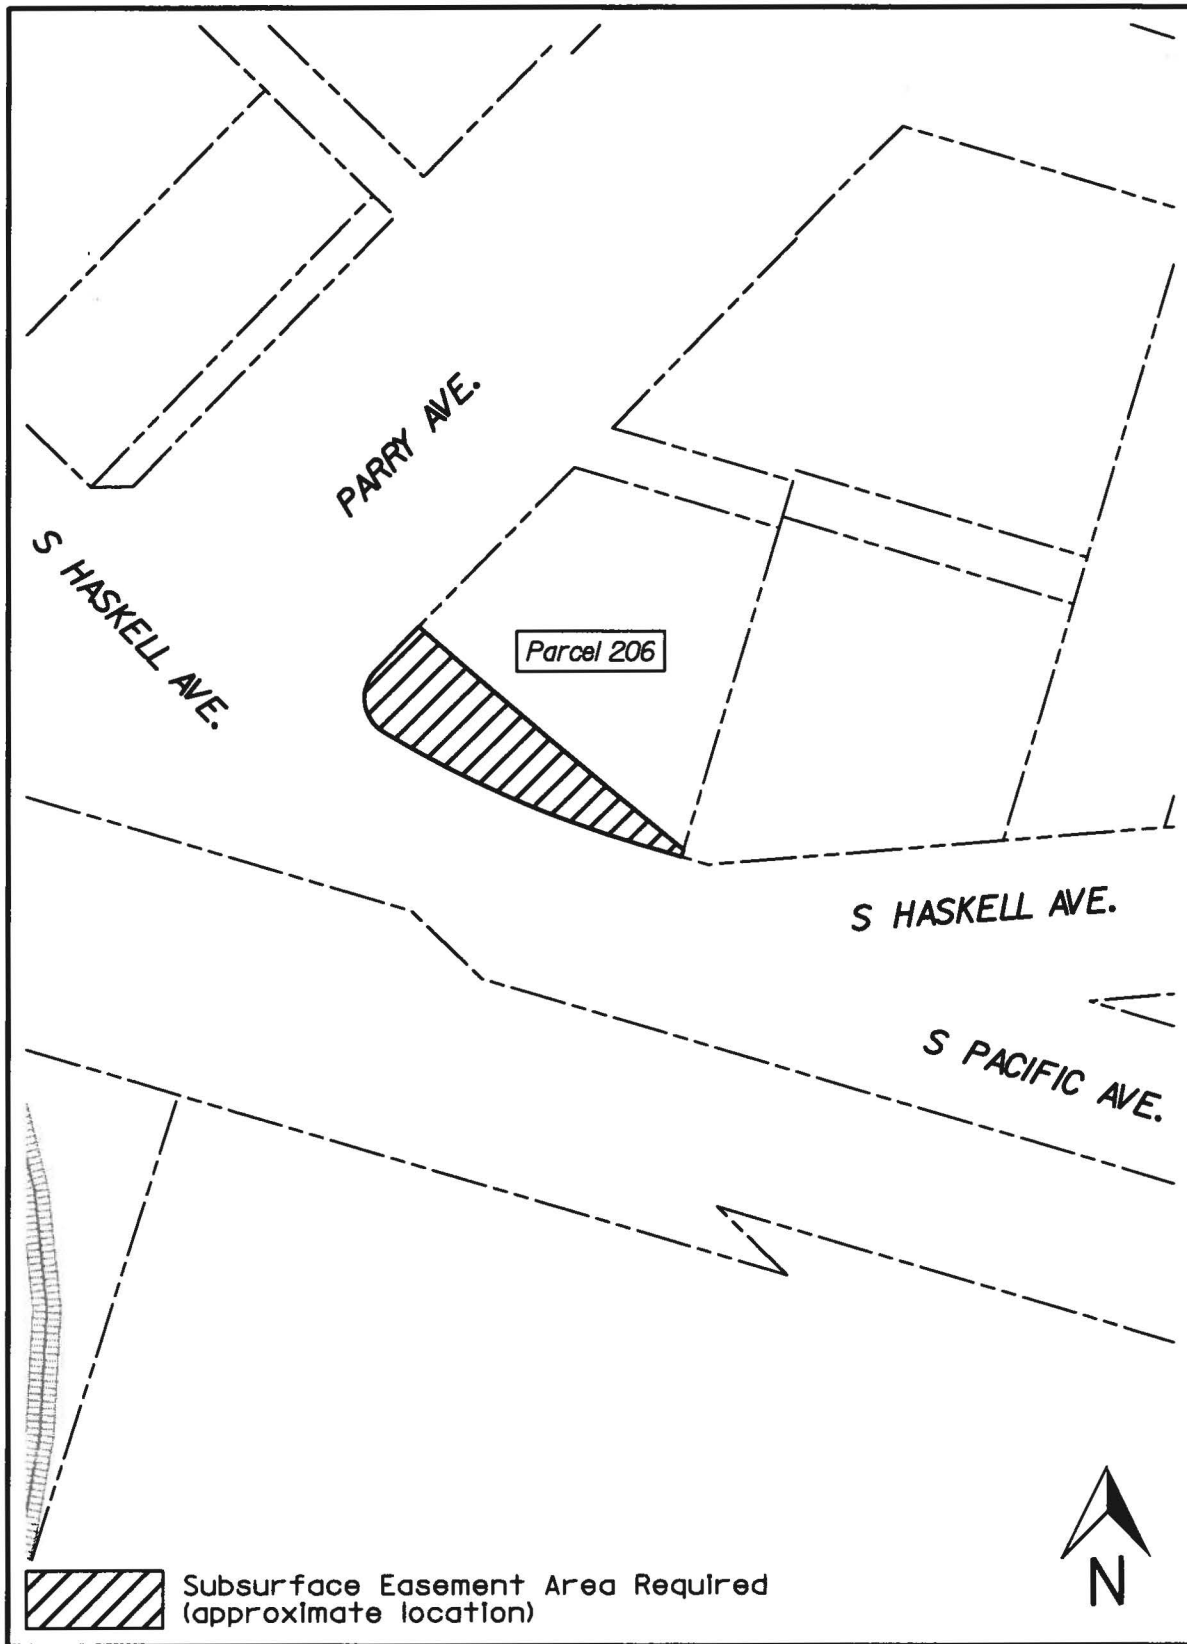 PARRY AVE.
S HASKELL AVE.
Parcel 206
S HASKELL AVE.
S PACIFIC AVE.
N
Subsurface Easement Area Required
(approximate location)